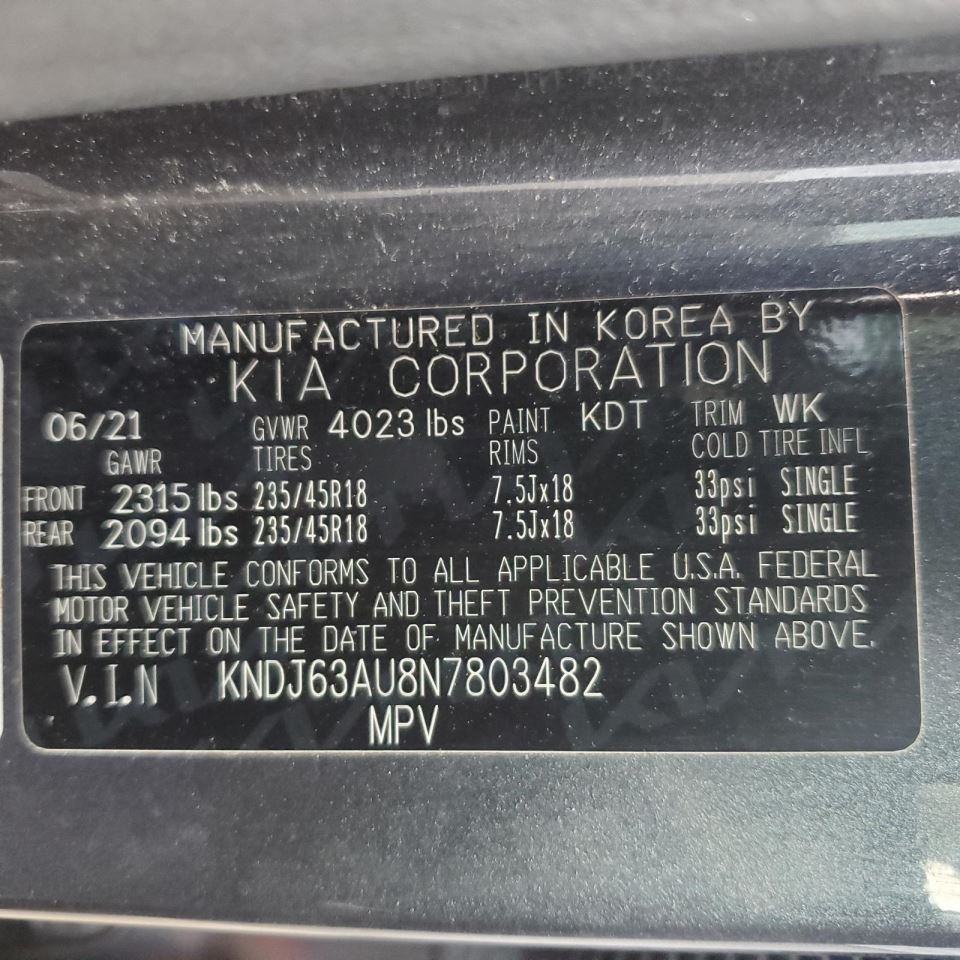 MANUFACTURED IN KOREA BY
KIA CORPORATION
06/21 GVWR 4023 lbs PAINT KDT TRIM WK
GAWR TIRES RIMS COLD TIRE INFL
FRONT 2315 lbs 235/45R18 7.5Jx18 33psi SINGLE
REAR 2094 lbs 235/45R18 7.5Jx18 33psi SINGLE
THIS VEHICLE CONFORMS TO ALL APPLICABLE U.S.A. FEDERAL
MOTOR VEHICLE SAFETY AND THEFT PREVENTION STANDARDS
IN EFFECT ON THE DATE OF MANUFACTURE SHOWN ABOVE.
V.I.N KNDJ63AU8N7803482
MPV